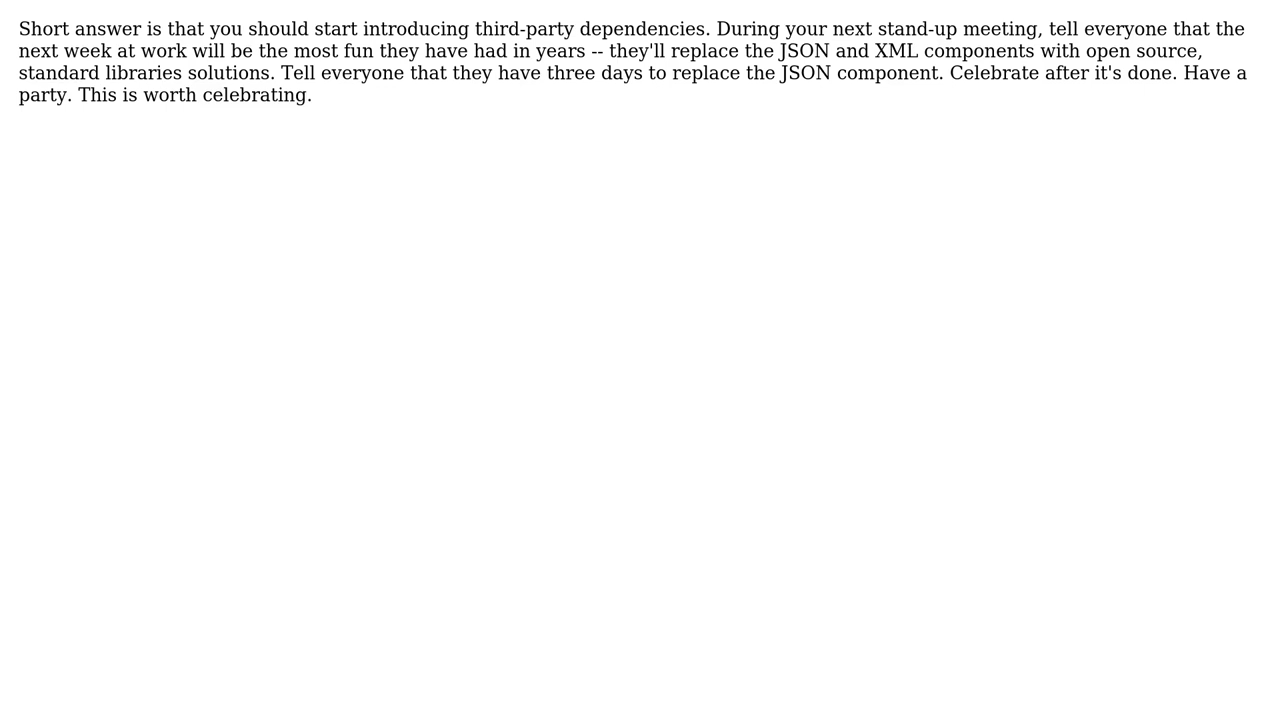 Short answer is that you should start introducing third-party dependencies. During your next stand-up meeting, tell everyone that the
next week at work will be the most fun they have had in years -- they'll replace the JSON and XML components with open source,
standard libraries solutions. Tell everyone that they have three days to replace the JSON component. Celebrate after it's done. Have a
party. This is worth celebrating.